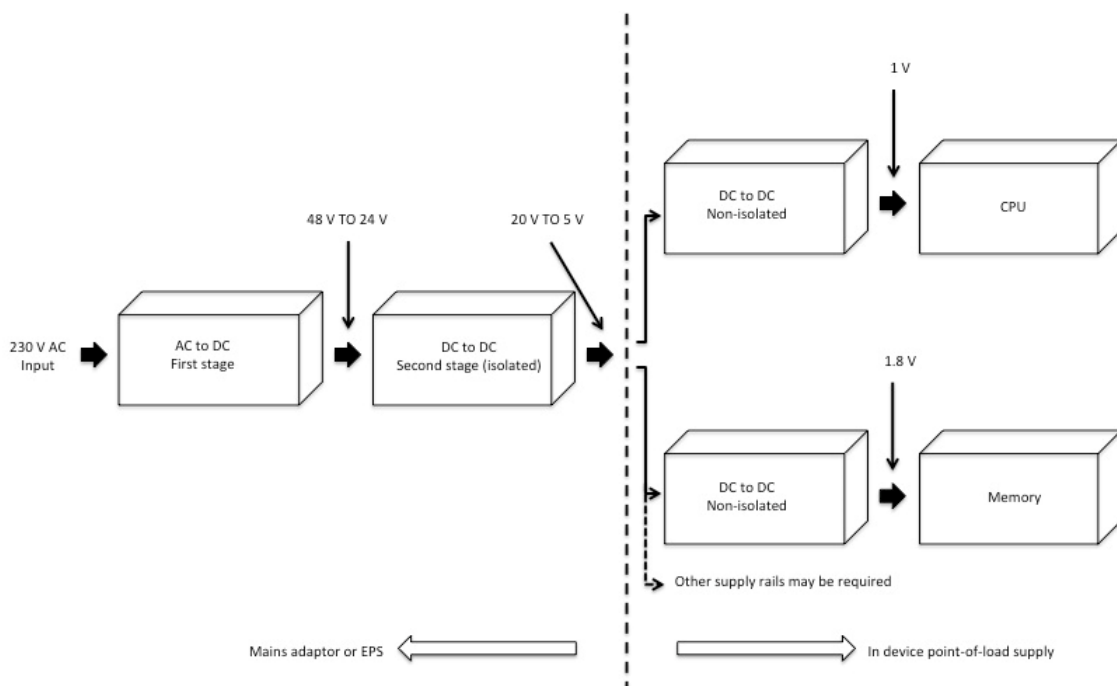 1 V
DC to DC
Non-isolated
CPU
48 V TO 24 V
20 V TO 5 V
230 V AC
Input
AC to DC
First stage
DC to DC
Second stage (isolated)
1.8 V
DC to DC
Non-isolated
Memory
Other supply rails may be required
Mains adaptor or EPS
In device point-of-load supply